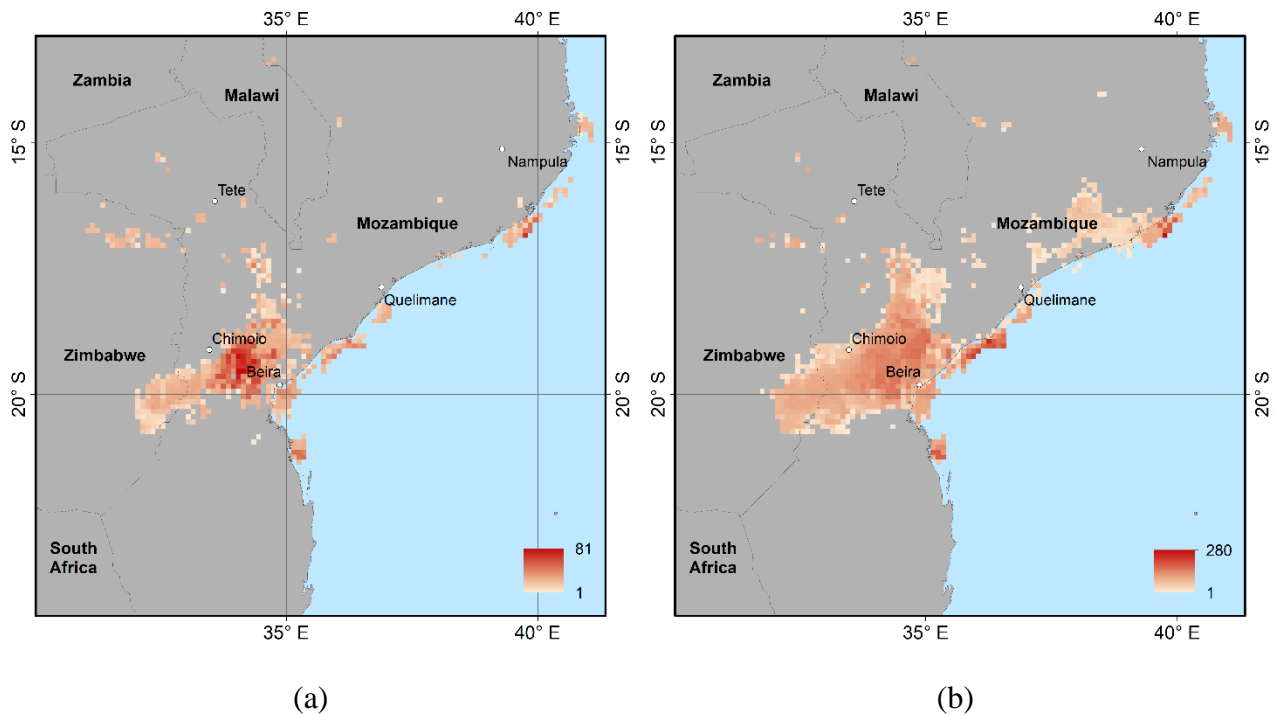 35° E 40° E
35° E 40° E
Zambia
Malawi
15° S
Nampula
Tete
Mozambique
Quelimane
Chimoio
Zimbabwe
Beira
20° S
South
Africa
81
1
35° E 40° E
Zambia
Malawi
15° S
15° S
Nampula
Tete
Mozambique
Quelimane
Chimoio
Zimbabwe
Beira
20° S
20° S
South
Africa
280
1
35° E 40° E
(a)
(b)